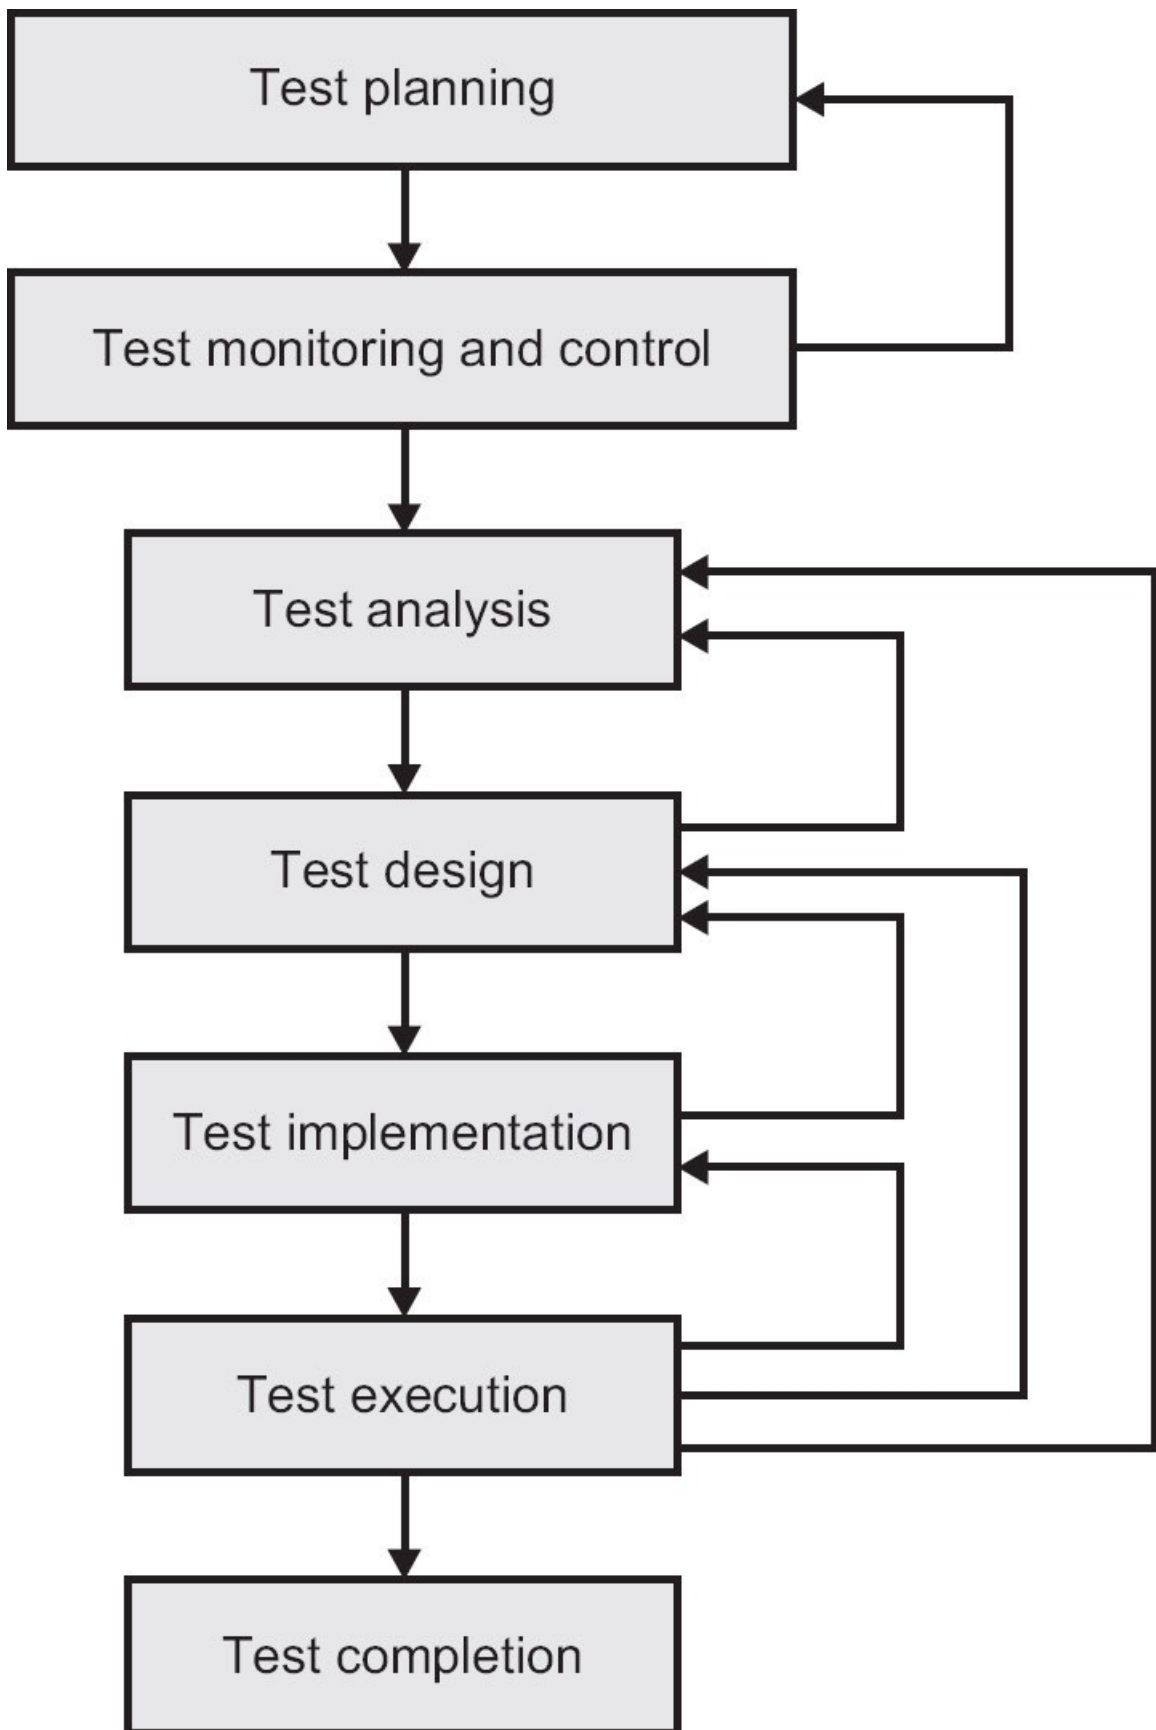 Test planning
Test monitoring and control
Test analysis
Test design
Test implementation
Test execution
Test completion